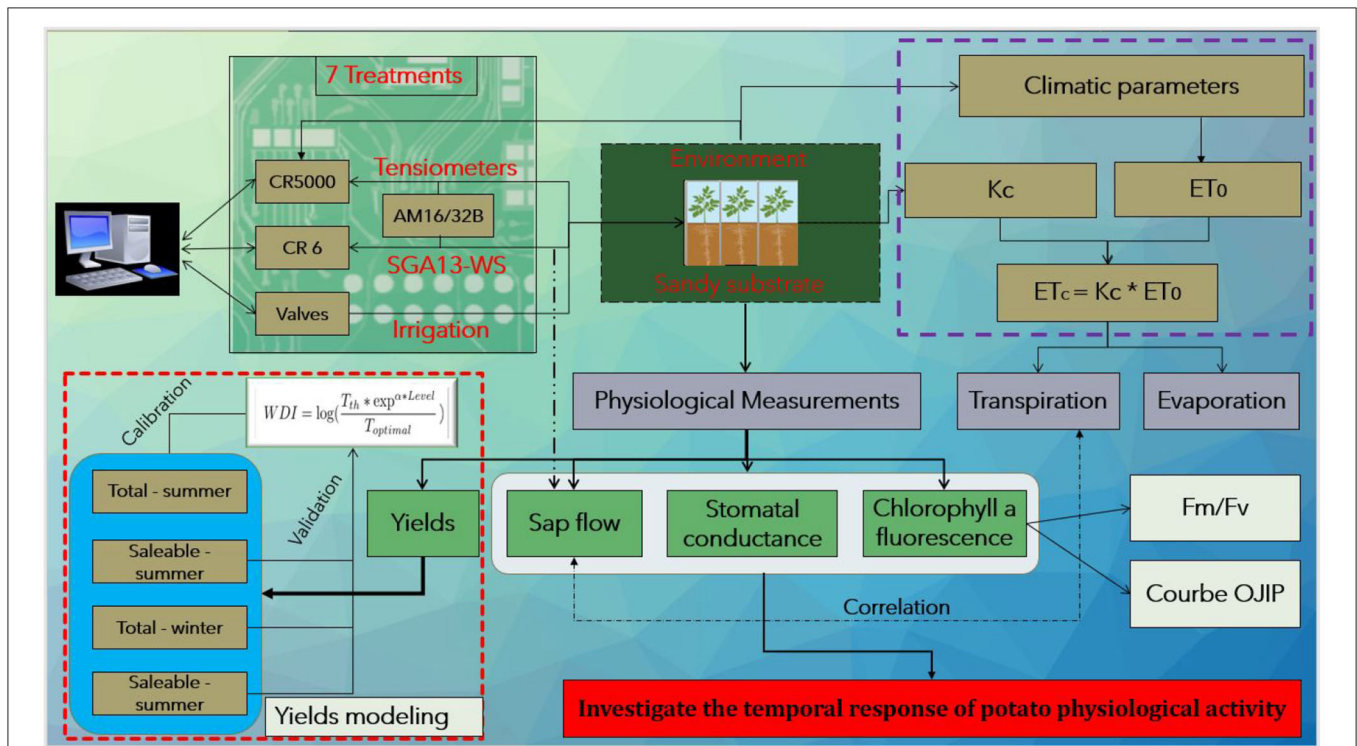 7 Treatments
Climatic parameters
Tensiometers
Environment
CR5000
Kc
ET0
AM16/32B
CR 6
SGA13-WS
Sandy substrate
ETc = Kc * ET0
Valves
Irrigation
Calibration
WDI = log(T_th * exp^α*Level / T_optimal)
Physiological Measurements
Transpiration
Evaporation
Total - summer
Validation
Yields
Sap flow
Stomatal
conductance
Chlorophyll a
fluorescence
Fm/Fv
Saleable -
summer
Courbe OJIP
Correlation
Total - winter
Saleable -
summer
Yields modeling
Investigate the temporal response of potato physiological activity